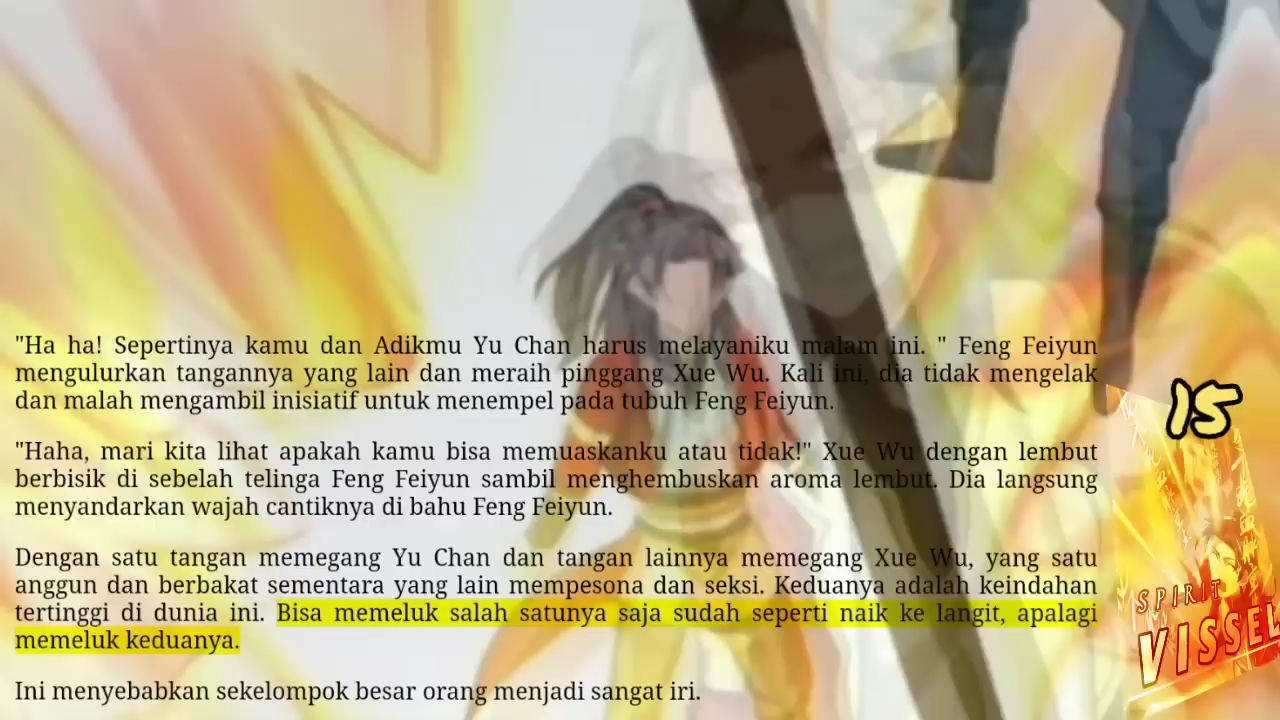 "Ha ha! Sepertinya kamu dan Adikmu Yu Chan harus melayaniku malam ini. " Feng Feiyun
mengulurkan tangannya yang lain dan meraih pinggang Xue Wu. Kali ini, dia tidak mengelak
dan malah mengambil inisiatif untuk menempel pada tubuh Feng Feiyun.
"Haha, mari kita lihat apakah kamu bisa memuaskanku atau tidak!" Xue Wu dengan lembut
berbisik di sebelah telinga Feng Feiyun sambil menghembuskan aroma lembut. Dia langsung
menyandarkan wajah cantiknya di bahu Feng Feiyun.
Dengan satu tangan memegang Yu Chan dan tangan lainnya memegang Xue Wu, yang satu
anggun dan berbakat sementara yang lain mempesona dan seksi. Keduanya adalah keindahan
tertinggi di dunia ini. Bisa memeluk salah satunya saja sudah seperti naik ke langit, apalagi
memeluk keduanya.
Ini menyebabkan sekelompok besar orang menjadi sangat iri.
15
SPIRIT
VISSEL